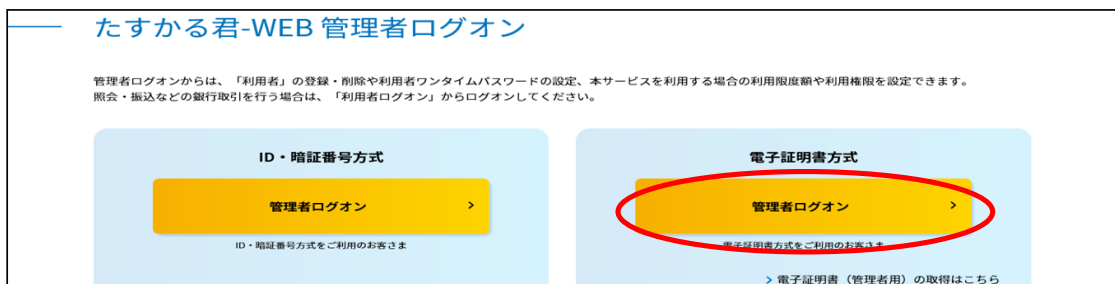 たすかる君-WEB 管理者ログオン
管理者ログオンからは、「利用者」の登録・削除や利用者ワンタイムパスワードの設定、本サービスを利用する場合の利用限度額や利用権限を設定できます。
照会・振込などの銀行取引を行う場合は、「利用者ログオン」からログオンしてください。
ID・暗証番号方式
管理者ログオン
ID・暗証番号方式をご利用のお客さま
電子証明書方式
管理者ログオン
電子証明書方式をご利用のお客さま
電子証明書（管理者用）の取得はこちら